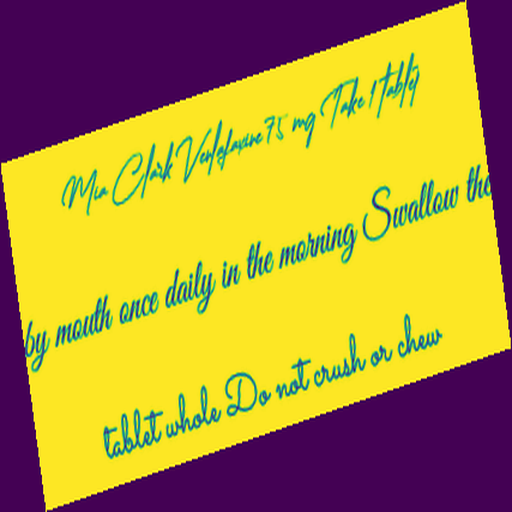 Mia Clark Venlafaxine 75 mg Take 1 tablet
by mouth once daily in the morning Swallow the
tablet whole Do not crush or chew